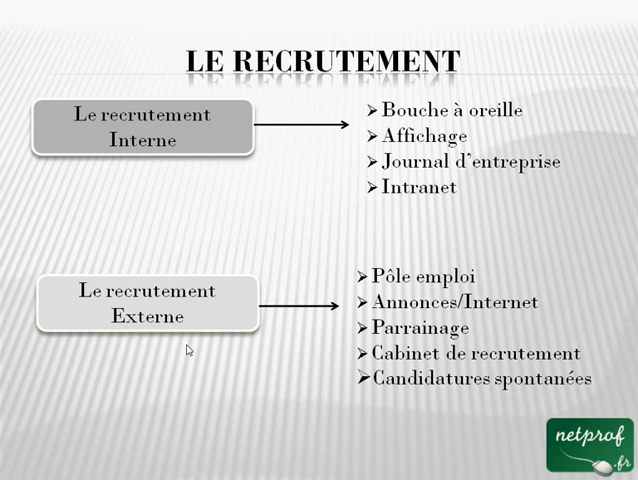 LE RECRUTEMENT
Le recrutement
Interne
Bouche à oreille
Affichage
Journal d'entreprise
Intranet
Le recrutement
Externe
Pôle emploi
Annonces/Internet
Parrainage
Cabinet de recrutement
Candidatures spontanées
netprof
.fr